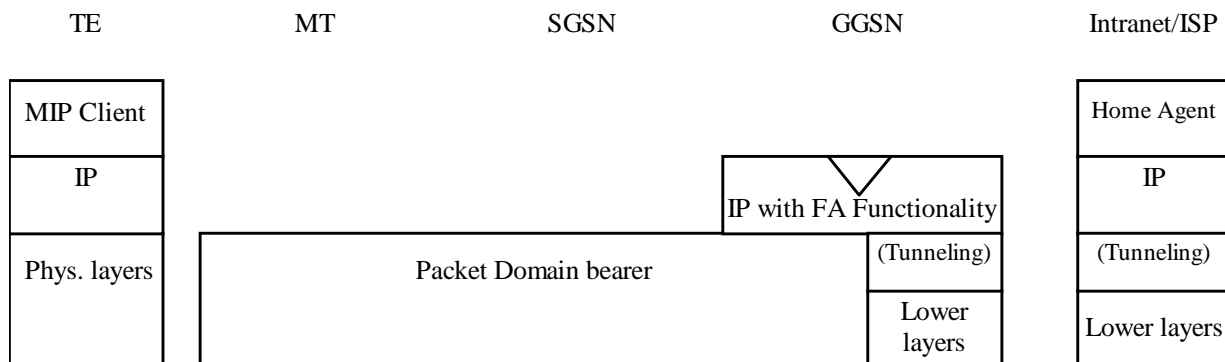 TE MT SGSN GGSN Intranet/ISP
MIP Client Home Agent
IP IP
IP with FA Functionality
Phys. layers Packet Domain bearer (Tunneling) (Tunneling)
Lower
layers
Lower layers